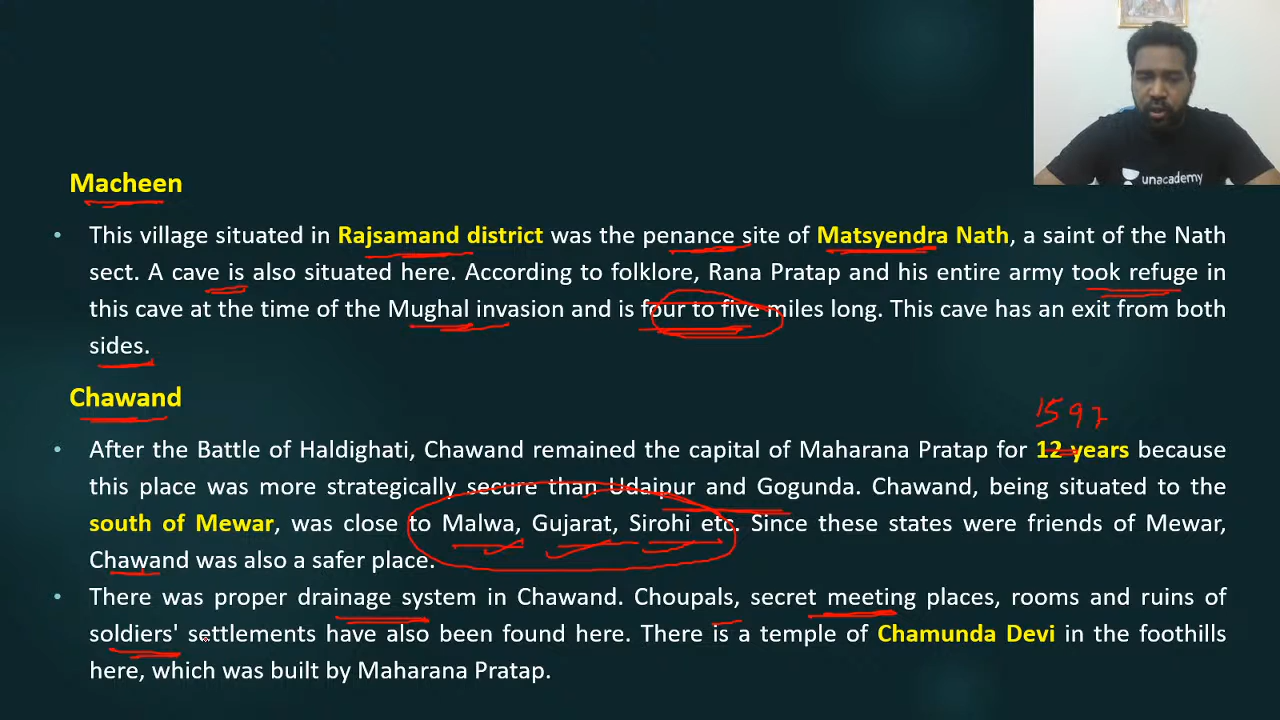 unacademy
Macheen
• This village situated in Rajsamand district was the penance site of Matsyendra Nath, a saint of the Nath
sect. A cave is also situated here. According to folklore, Rana Pratap and his entire army took refuge in
this cave at the time of the Mughal invasion and is four to five miles long. This cave has an exit from both
sides.
Chawand
1597
• After the Battle of Haldighati, Chawand remained the capital of Maharana Pratap for 12 years because
this place was more strategically secure than Udaipur and Gogunda. Chawand, being situated to the
south of Mewar, was close to Malwa, Gujarat, Sirohi etc. Since these states were friends of Mewar,
Chawand was also a safer place.
• There was proper drainage system in Chawand. Choupals, secret meeting places, rooms and ruins of
soldiers' settlements have also been found here. There is a temple of Chamunda Devi in the foothills
here, which was built by Maharana Pratap.